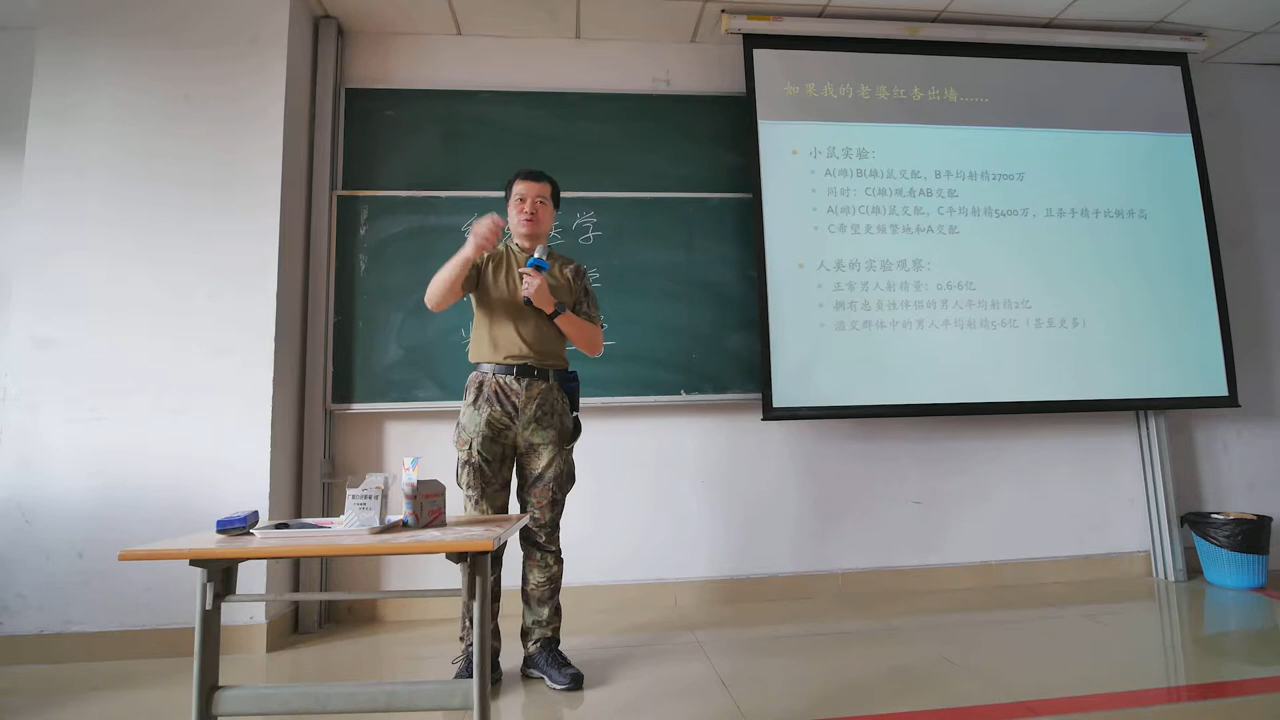 如果我的老婆红杏出墙……
小鼠实验：
A(雌) B(雄)鼠交配，B平均射精2700万
同时：C(雄)观看AB交配
A(雌) C(雄)鼠交配，C平均射精5400万，且杀手精子比例升高
C希望更频繁地和A交配
人类的实验观察：
正常男人射精量：0.6-6亿
拥有忠贞性伴侣的男人平均射精2亿
滥交群体中的男人平均射精5-6亿（甚至更多）
医学
学